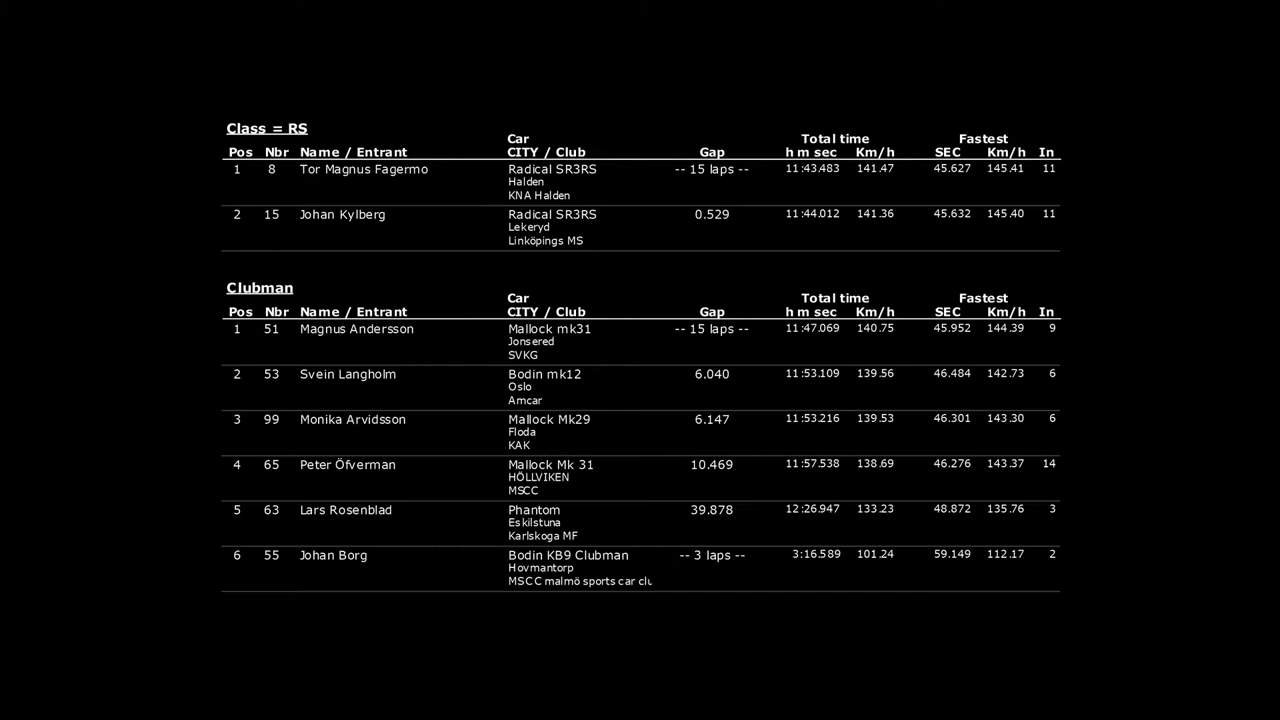 Class = RS
Car Total time Fastest
Pos Nbr Name / Entrant CITY / Club Gap h m sec Km/h SEC Km/h In
1 8 Tor Magnus Fagermo Radical SR3RS -- 15 laps -- 11:43.483 141.47 45.627 145.41 11
Halden
KNA Halden
2 15 Johan Kylberg Radical SR3RS 0.529 11:44.012 141.36 45.632 145.40 11
Lekeryd
Linköpings MS
Clubman
Car Total time Fastest
Pos Nbr Name / Entrant CITY / Club Gap h m sec Km/h SEC Km/h In
1 51 Magnus Andersson Mallock mk31 -- 15 laps -- 11:47.069 140.75 45.952 144.39 9
Jonsered
SVKG
2 53 Svein Langholm Bodin mk12 6.040 11:53.109 139.56 46.484 142.73 6
Oslo
Amcar
3 99 Monika Arvidsson Mallock Mk29 6.147 11:53.216 139.53 46.301 143.30 6
Floda
KAK
4 65 Peter Öfverman Mallock Mk 31 10.469 11:57.538 138.69 46.276 143.37 14
HÖLLVIKEN
MSCC
5 63 Lars Rosenblad Phantom 39.878 12:26.947 133.23 48.872 135.76 3
Eskilstuna
Karlskoga MF
6 55 Johan Borg Bodin KB9 Clubman -- 3 laps -- 3:16.589 101.24 59.149 112.17 2
Hovmantorp
MSCC malmö sports car clu